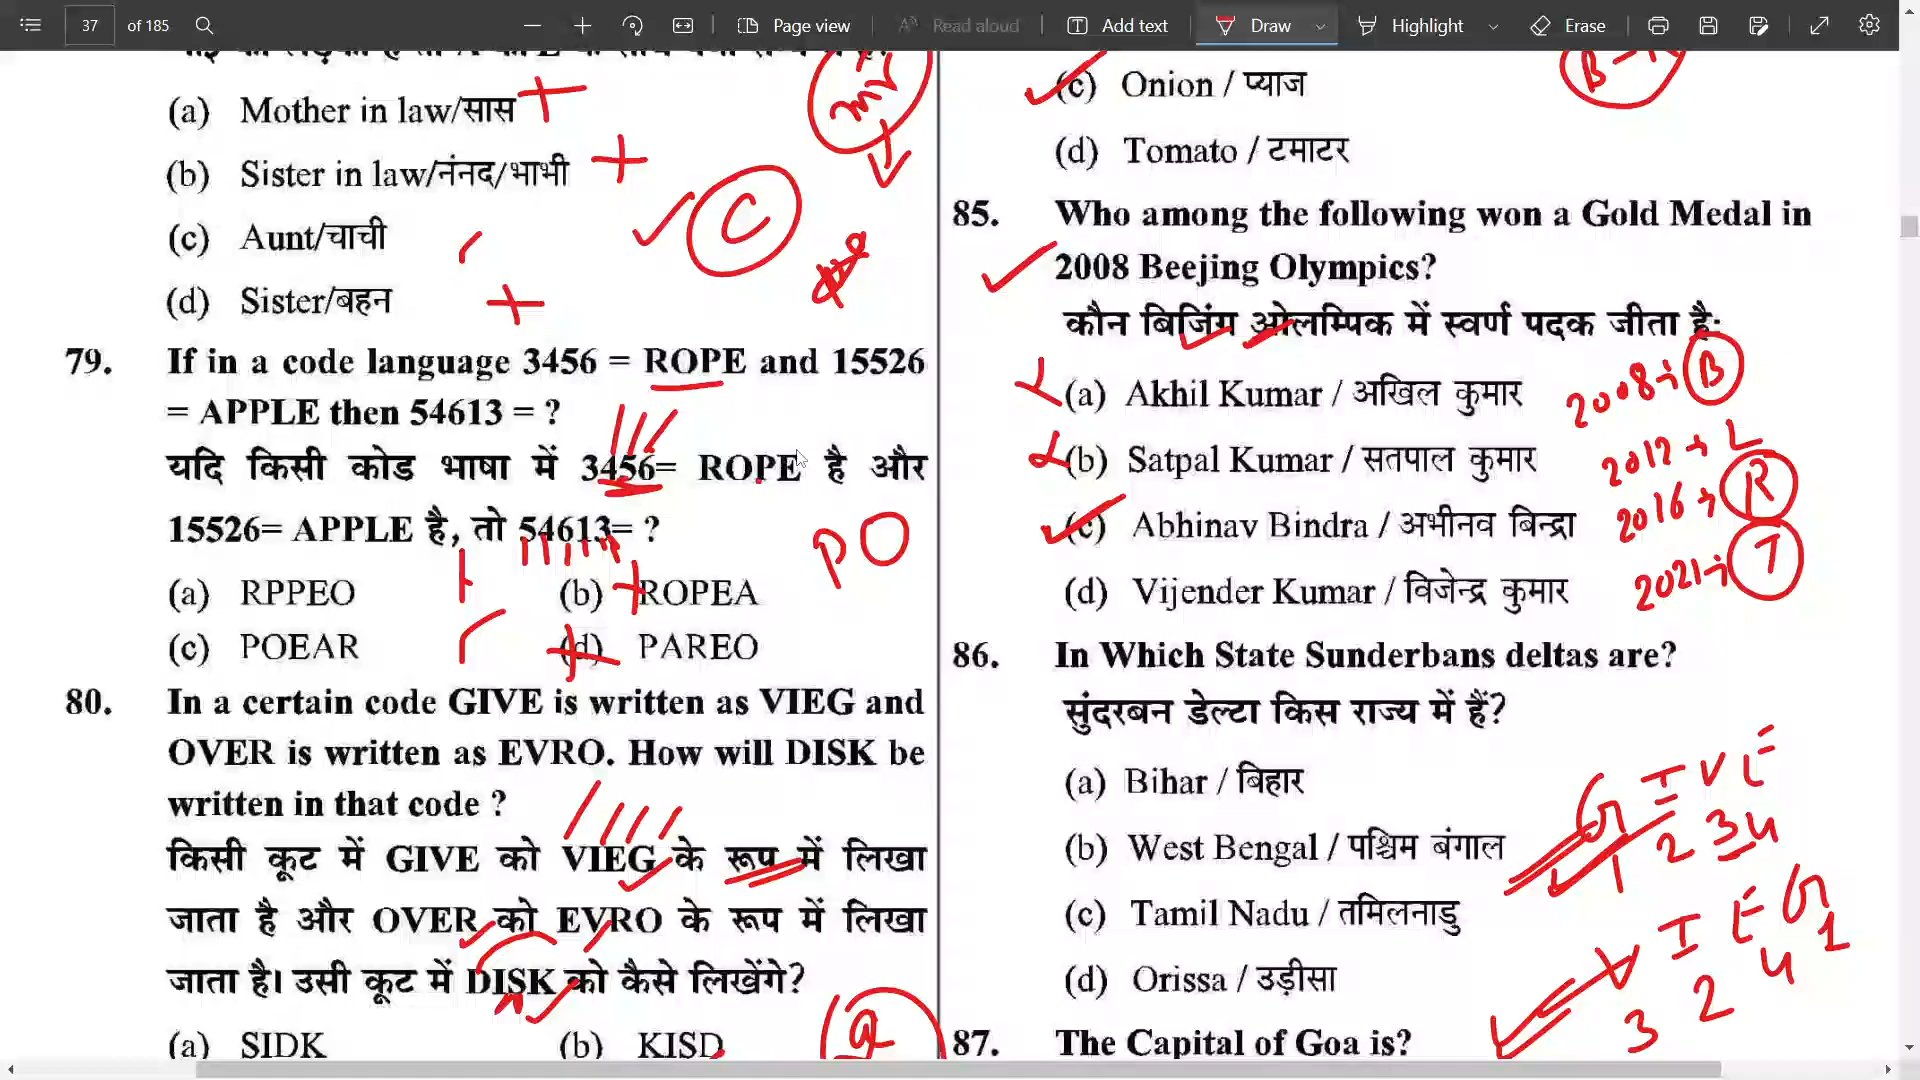 37 of 185 Page view Read aloud Add text Draw Highlight Erase
(a) Mother in law/सास
(b) Sister in law/नंनद/भाभी
(c) Aunt/चाची
(d) Sister/बहन
C
79. If in a code language 3456 = ROPE and 15526
= APPLE then 54613 = ?
यदि किसी कोड भाषा में 3456= ROPE है और
15526= APPLE है, तो 54613= ?
PO
(a) RPPEO (b) ROPEA
(c) POEAR (d) PAREO
80. In a certain code GIVE is written as VIEG and
OVER is written as EVRO. How will DISK be
written in that code ?
किसी कूट में GIVE को VIEG के रूप में लिखा
जाता है और OVER को EVRO के रूप में लिखा
जाता है। उसी कूट में DISK को कैसे लिखेंगे?
(a) SIDK (b) KISD
a
(c) Onion / प्याज
(d) Tomato / टमाटर
85. Who among the following won a Gold Medal in
2008 Beejing Olympics?
कौन बिजिंग ओलम्पिक में स्वर्ण पदक जीता है:
(a) Akhil Kumar / अखिल कुमार
(b) Satpal Kumar / सतपाल कुमार
(c) Abhinav Bindra / अभीनव बिन्द्रा
(d) Vijender Kumar / विजेन्द्र कुमार
2008 → B
2012 → L
2016 → R
2021 → T
86. In Which State Sunderbans deltas are?
सुंदरबन डेल्टा किस राज्य में हैं?
(a) Bihar / बिहार
(b) West Bengal / पश्चिम बंगाल
(c) Tamil Nadu / तमिलनाडु
(d) Orissa / उड़ीसा
G I V E
1 2 3 4
V I E G
3 2 4 1
87. The Capital of Goa is?